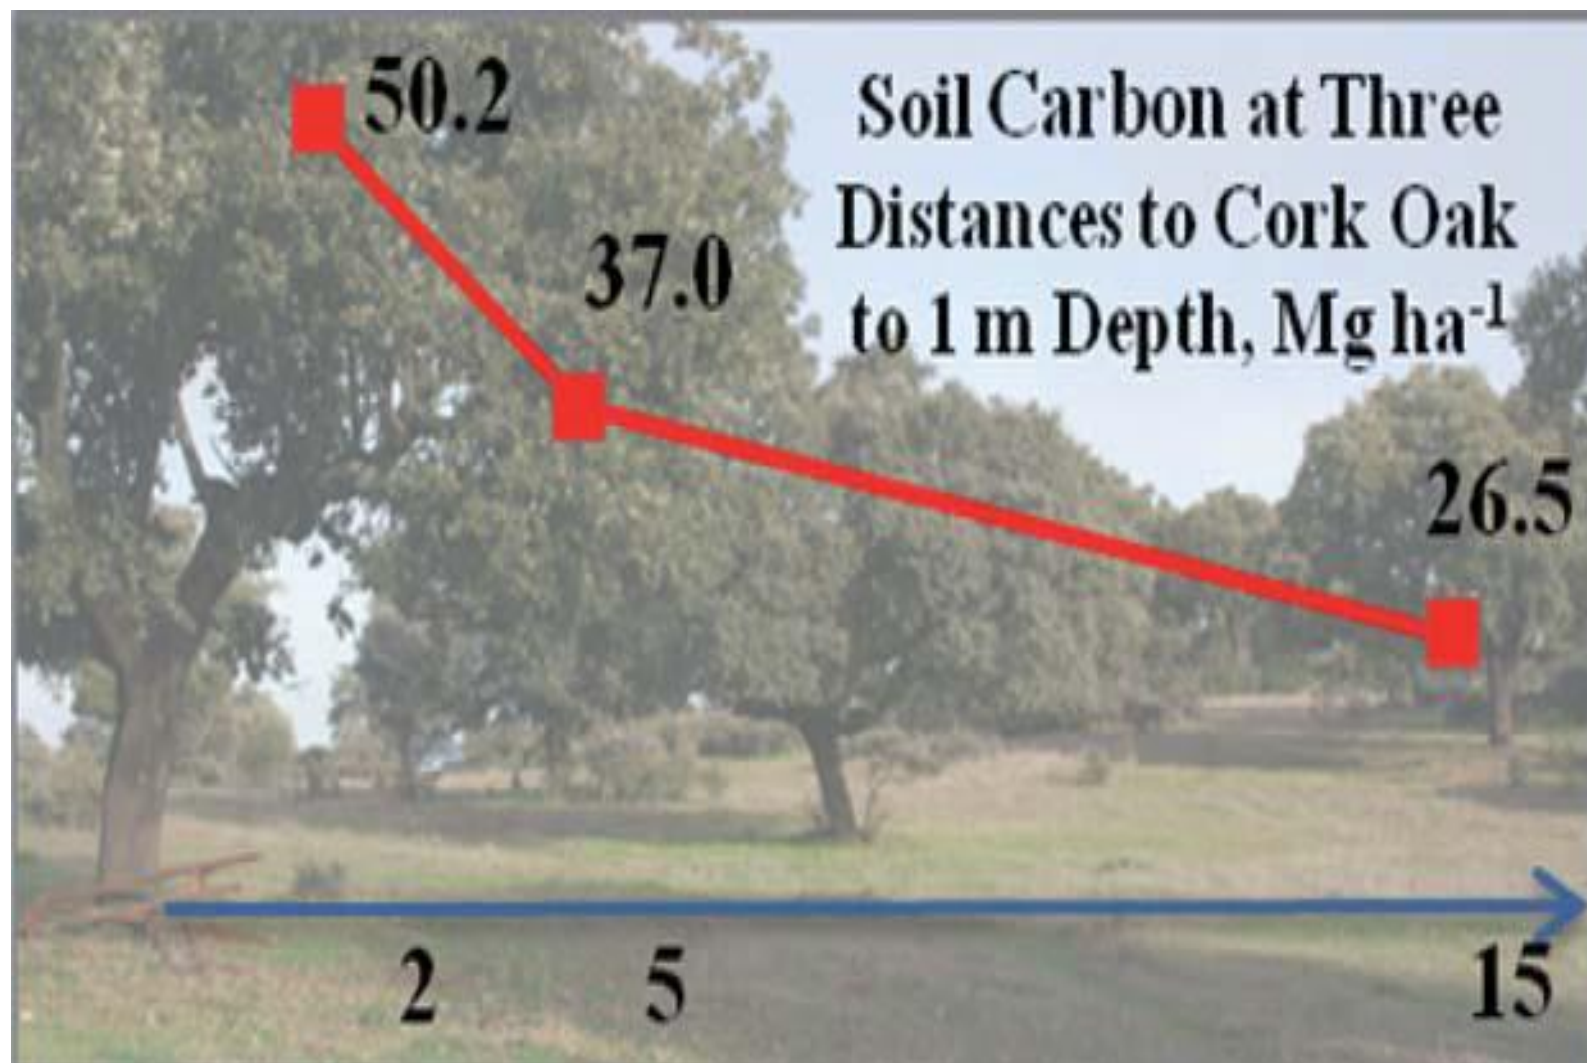 50.2
Soil Carbon at Three
Distances to Cork Oak
to 1 m Depth, Mg ha⁻¹
37.0
26.5
2 5 15